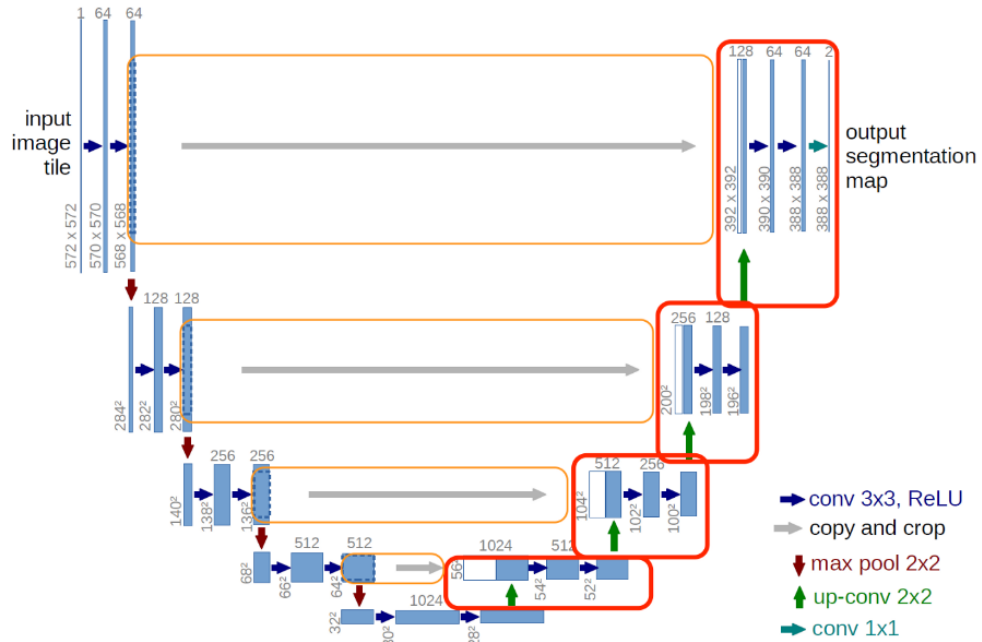 1 64 64
128 64 64 2
input
image
tile
output
segmentation
map
572 x 572
570 x 570
568 x 568
392 x 392
390 x 390
388 x 388
388 x 388
128 128
256 128
284²
282²
280²
200²
198²
196²
256 256
512 256
140²
138²
136²
104²
102²
100²
512 512
1024 512
68²
66²
64²
56²
54²
52²
1024
32²
28²
conv 3x3, ReLU
copy and crop
max pool 2x2
up-conv 2x2
conv 1x1